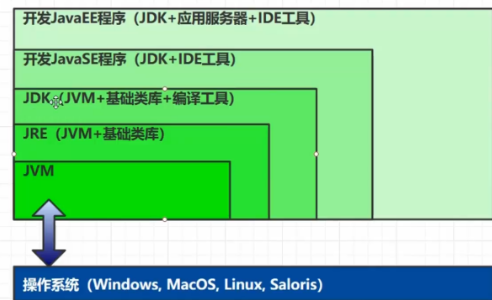 开发JavaEE程序（JDK+应用服务器+IDE工具）
开发JavaSE程序（JDK+IDE工具）
JDK（JVM+基础类库+编译工具）
JRE（JVM+基础类库）
JVM
操作系统（Windows, MacOS, Linux, Saloris）